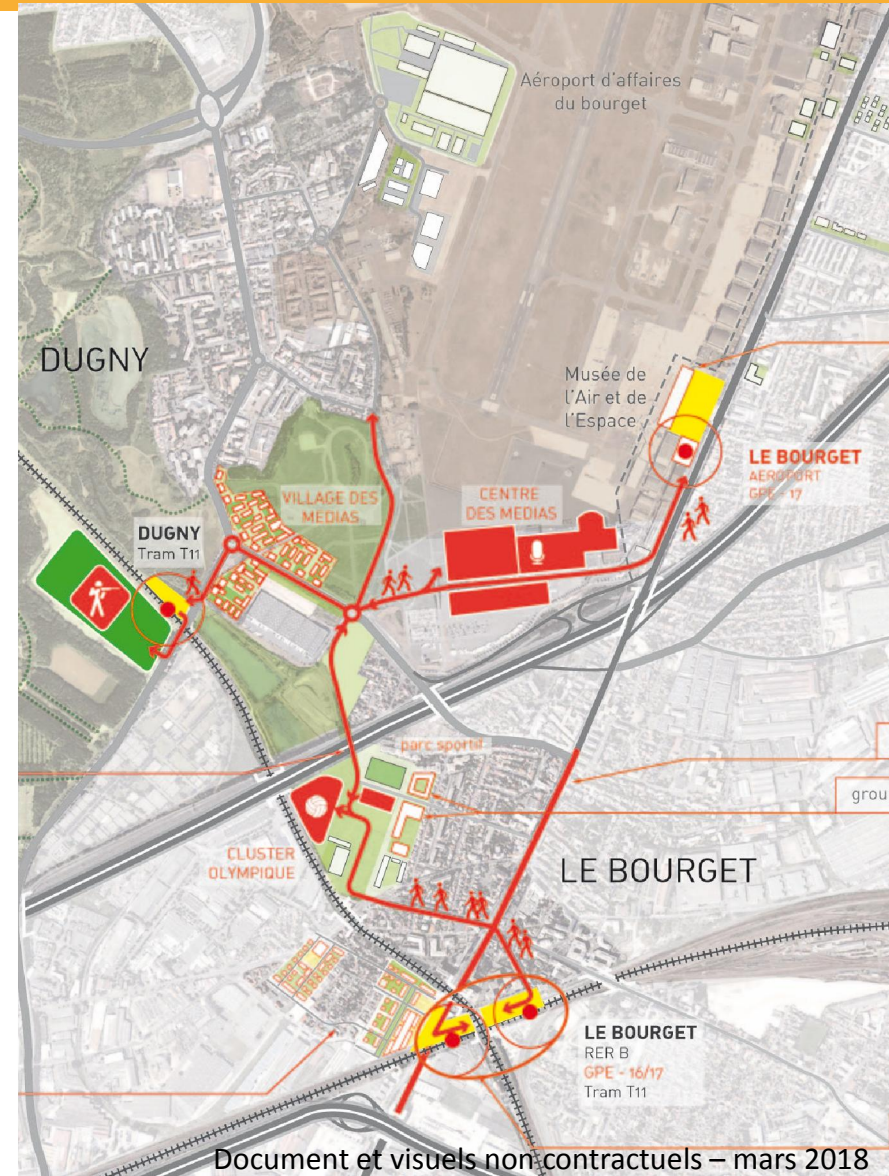 Aéroport d'affaires
du bourget
DUGNY
Musée de
l'Air et de
l'Espace
LE BOURGET
AÉROPORT
GPE - 17
VILLAGE DES
MÉDIAS
CENTRE
DES MÉDIAS
DUGNY
Tram T11
parc sportif
grou
CLUSTER
OLYMPIQUE
LE BOURGET
LE BOURGET
RER B
GPE - 16/17
Tram T11
Document et visuels non contractuels – mars 2018